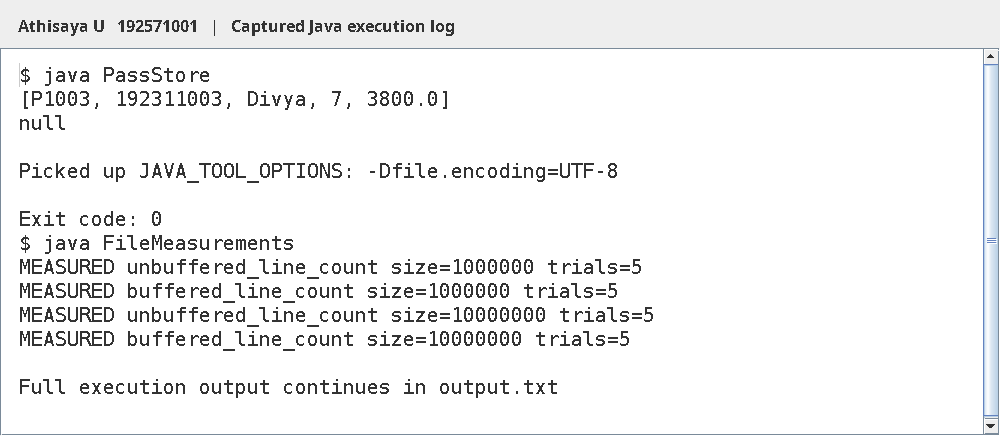 Athisaya U 192571001 | Captured Java execution log
$ java PassStore
[P1003, 192311003, Divya, 7, 3800.0]
null
Picked up JAVA_TOOL_OPTIONS: -Dfile.encoding=UTF-8
Exit code: 0
$ java FileMeasurements
MEASURED unbuffered_line_count size=1000000 trials=5
MEASURED buffered_line_count size=1000000 trials=5
MEASURED unbuffered_line_count size=10000000 trials=5
MEASURED buffered_line_count size=10000000 trials=5
Full execution output continues in output.txt